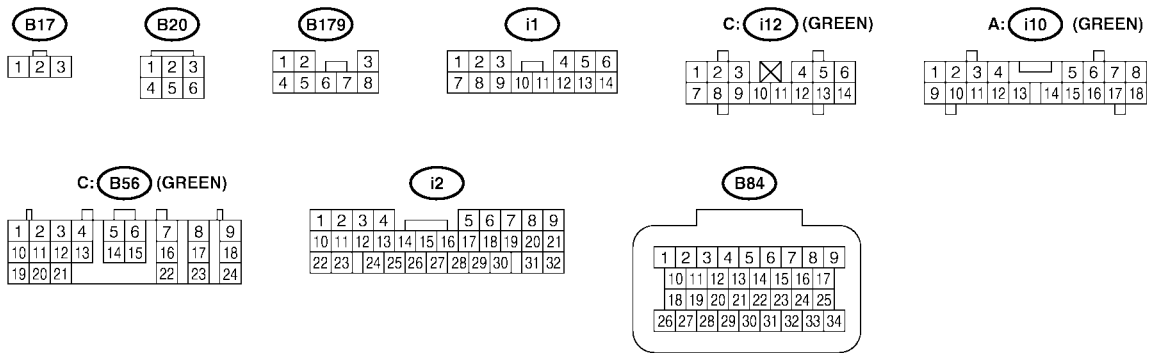 B17
1 2 3
B20
1 2 3
4 5 6
B179
1 2 3
4 5 6 7 8
i1
1 2 3 4 5 6
7 8 9 10 11 12 13 14
C: i12 (GREEN)
1 2 3 4 5 6
7 8 9 10 11 12 13 14
A: i10 (GREEN)
1 2 3 4 5 6 7 8
9 10 11 12 13 14 15 16 17 18
C: B56 (GREEN)
1 2 3 4 5 6 7 8 9
10 11 12 13 14 15 16 17 18
19 20 21 22 23 24
i2
1 2 3 4 5 6 7 8 9
10 11 12 13 14 15 16 17 18 19 20 21
22 23 24 25 26 27 28 29 30 31 32
B84
1 2 3 4 5 6 7 8 9
10 11 12 13 14 15 16 17
18 19 20 21 22 23 24 25
26 27 28 29 30 31 32 33 34